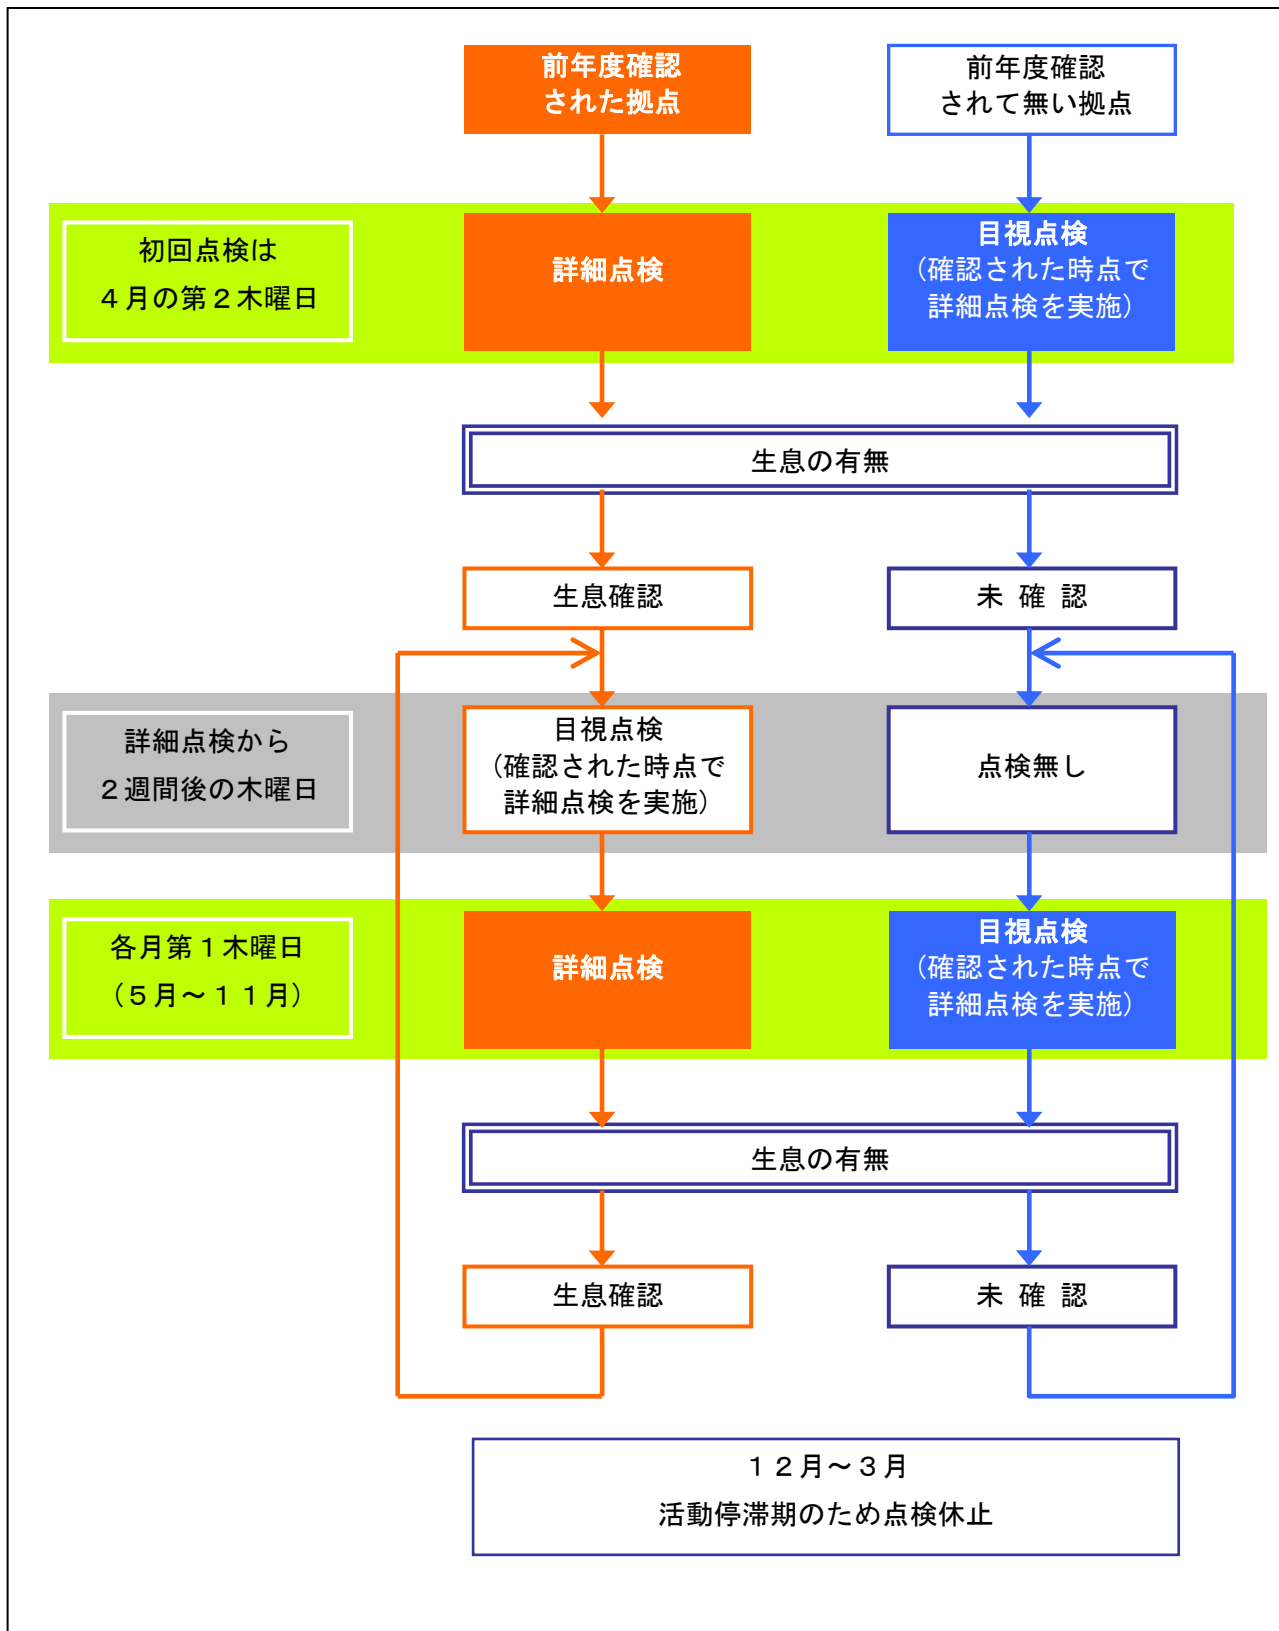 前年度確認
された拠点
前年度確認
されて無い拠点
初回点検は
４月の第２木曜日
詳細点検
目視点検
（確認された時点で
詳細点検を実施）
生息の有無
生息確認
未 確 認
詳細点検から
２週間後の木曜日
目視点検
（確認された時点で
詳細点検を実施）
点検無し
各月第１木曜日
（５月～１１月）
詳細点検
目視点検
（確認された時点で
詳細点検を実施）
生息の有無
生息確認
未 確 認
１２月～３月
活動停滞期のため点検休止